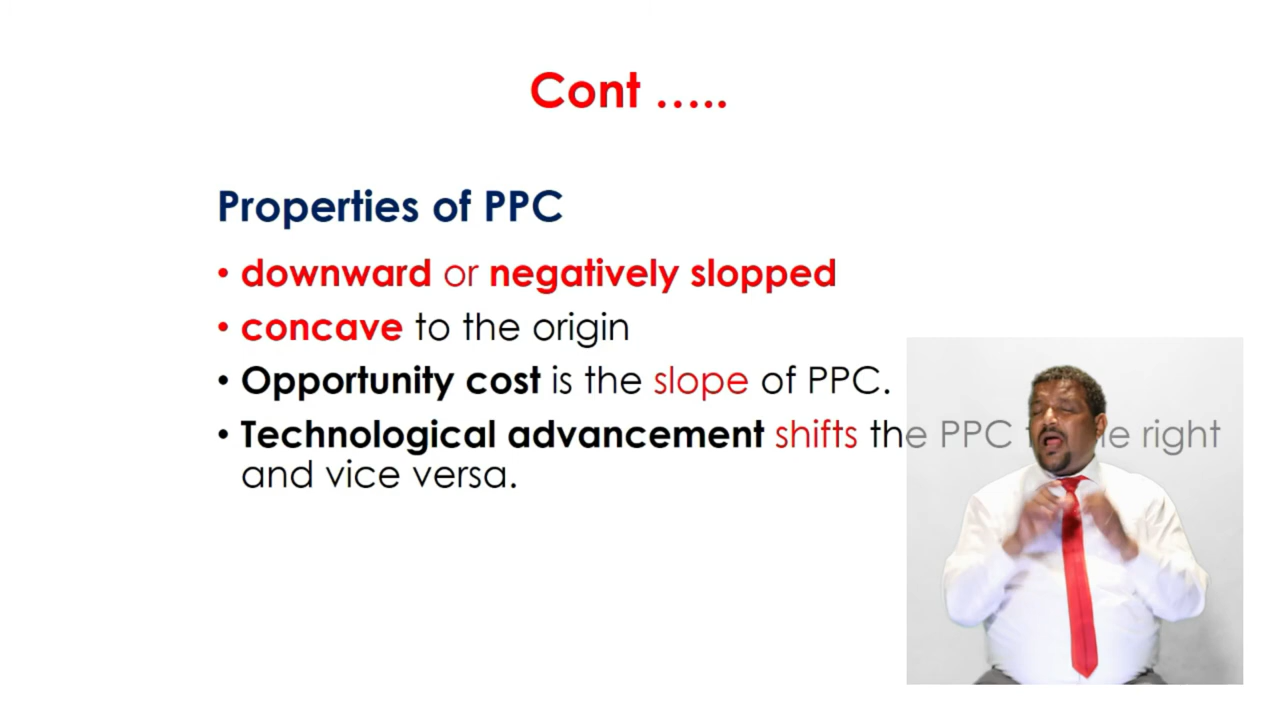 Cont …..
Properties of PPC
• downward or negatively slopped
• concave to the origin
• Opportunity cost is the slope of PPC.
• Technological advancement shifts the PPC right
and vice versa.